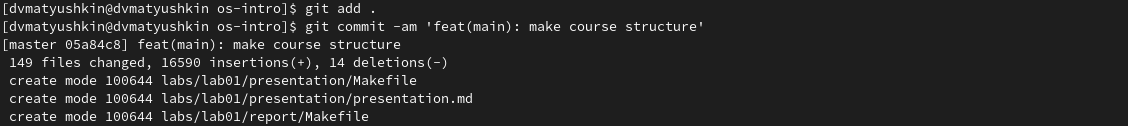 [dvmatyushkin@dvmatyushkin os-intro]$ git add .
[dvmatyushkin@dvmatyushkin os-intro]$ git commit -am 'feat(main): make course structure'
[master 05a84c8] feat(main): make course structure
 149 files changed, 16590 insertions(+), 14 deletions(-)
 create mode 100644 labs/lab01/presentation/Makefile
 create mode 100644 labs/lab01/presentation/presentation.md
 create mode 100644 labs/lab01/report/Makefile